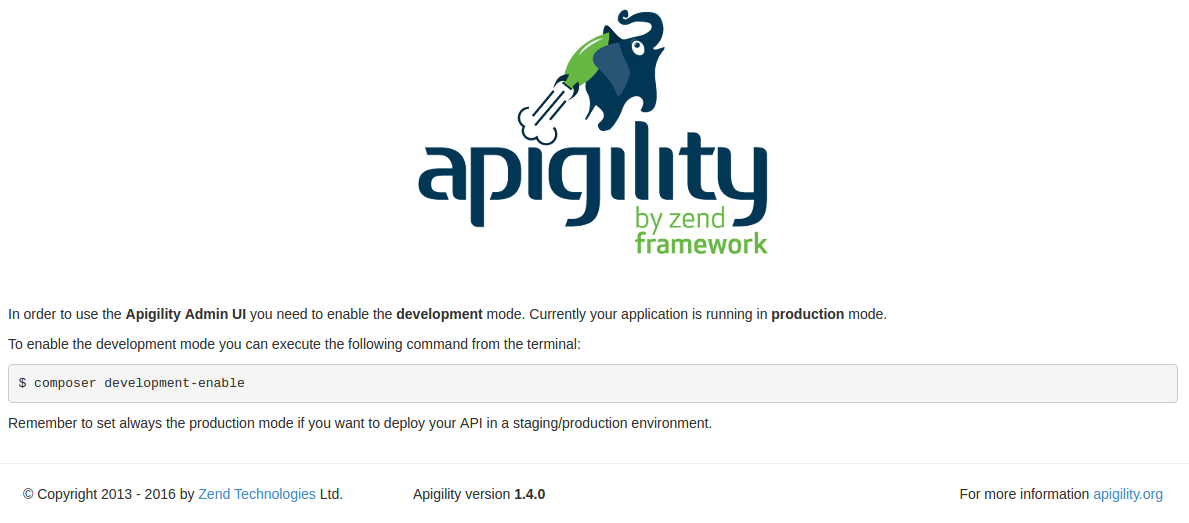 apigility
by zend
framework
In order to use the Apigility Admin UI you need to enable the development mode. Currently your application is running in production mode.
To enable the development mode you can execute the following command from the terminal:
$ composer development-enable
Remember to set always the production mode if you want to deploy your API in a staging/production environment.
© Copyright 2013 - 2016 by Zend Technologies Ltd. Apigility version 1.4.0 For more information apigility.org